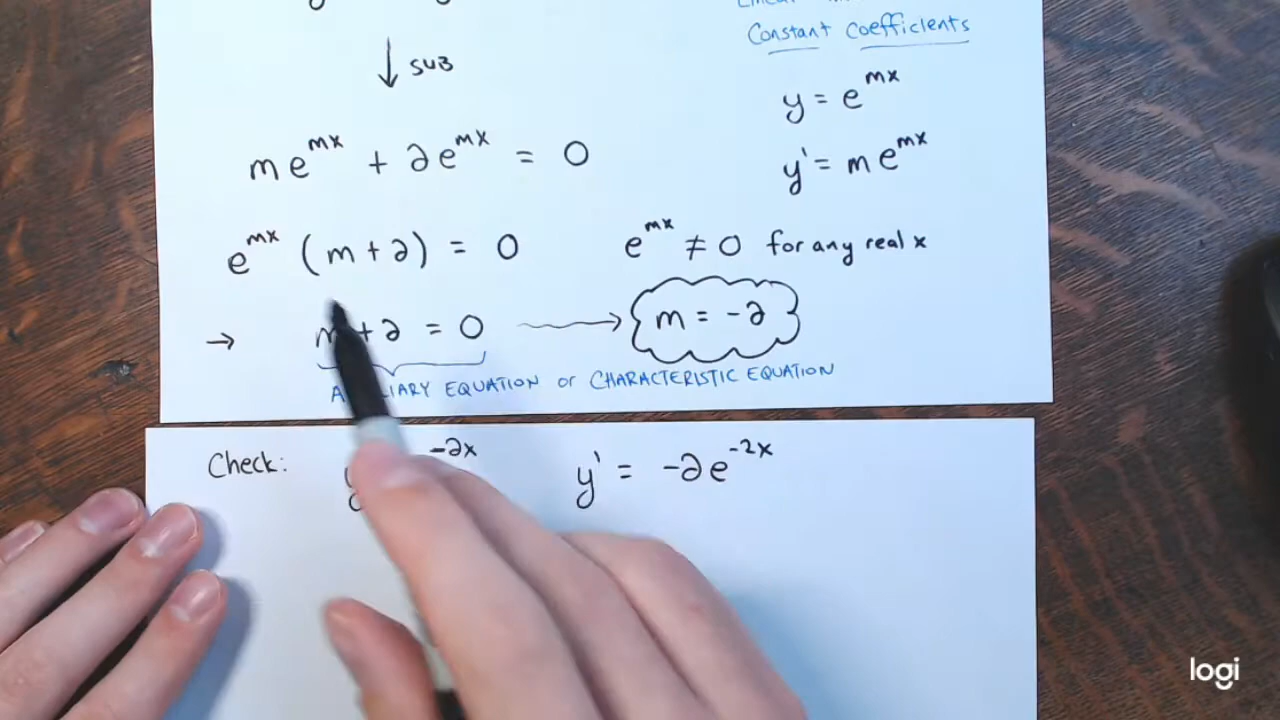 Constant Coefficients
↓ SUB
y = e^{mx}
me^{mx} + 2e^{mx} = 0
y' = me^{mx}
e^{mx} (m+2) = 0
e^{mx} ≠ 0 for any real x
→ m+2 = 0 → m = -2
EQUATION or CHARACTERISTIC EQUATION
Check: -2x y' = -2e^{-2x}
logi